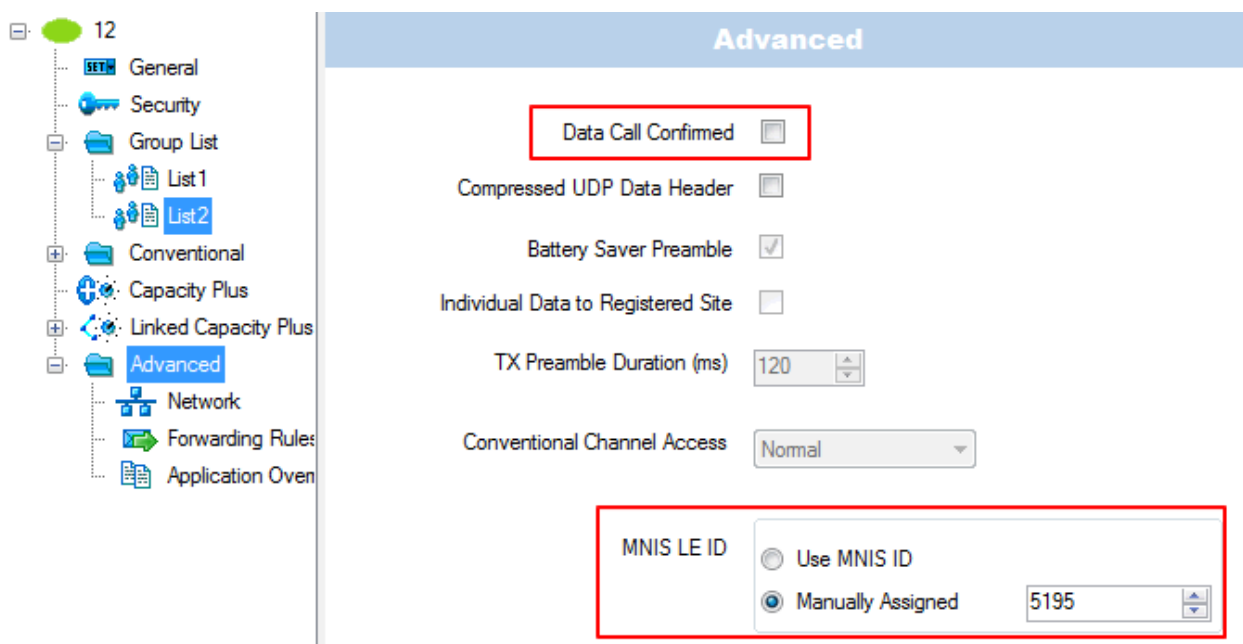 12
General
Security
Group List
List1
List2
Conventional
Capacity Plus
Linked Capacity Plus
Advanced
Network
Forwarding Rules
Application Overr
Advanced
Data Call Confirmed
Compressed UDP Data Header
Battery Saver Preamble
Individual Data to Registered Site
TX Preamble Duration (ms)
120
Conventional Channel Access
Normal
MNIS LE ID
Use MNIS ID
Manually Assigned
5195